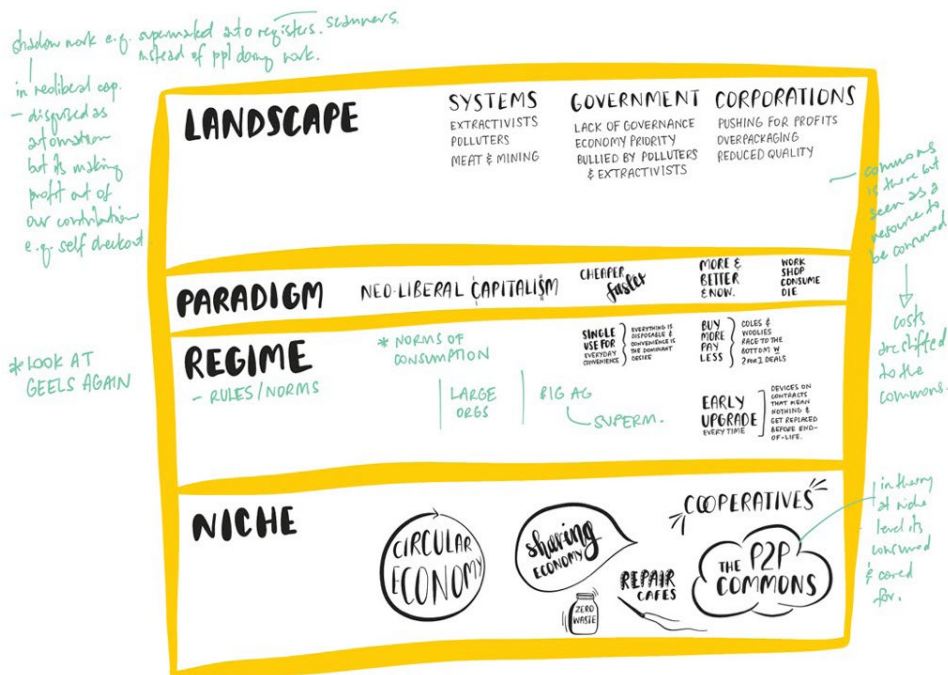 shadow work e.g. supermarket auto registers. scanners.
instead of ppl doing work.
in neoliberal cap.
- disguised as
automation
but its making
profit out of
our contribution
e.g. self checkout.
LANDSCAPE
SYSTEMS
EXTRACTIVISTS
POLLUTERS
MEAT & MINING
GOVERNMENT
LACK OF GOVERNANCE
ECONOMY PRIORITY
BULLIED BY POLLUTERS
& EXTRACTIVISTS
CORPORATIONS
PUSHING FOR PROFITS
OVERPACKAGING
REDUCED QUALITY
commons
is there but
seen as a
resource to
be consumed
costs
are shifted
to the
commons.
PARADIGM
NEO-LIBERAL CAPITALISM
CHEAPER
faster
MORE &
BETTER
& NOW.
WORK
SHOP
CONSUME
DIE
* LOOK AT
GEELS AGAIN
REGIME
- RULES/NORMS
* NORMS OF
CONSUMPTION
LARGE
ORGS
BIG AG
SUPERM.
SINGLE
USE FOR
EVERYDAY
CONVENIENCE
EVERYTHING IS
DISPOSABLE &
CONVENIENCE IS
THE DOMINANT
DESIRE
BUY
MORE
PAY
LESS
COLES &
WOOLIES
RACE TO THE
BOTTOM W
2 FOR 1 DEALS
EARLY
UPGRADE
EVERY TIME
DEVICES ON
CONTRACTS
THAT MEAN
NOTHING &
GET REPLACED
BEFORE END-
OF-LIFE.
NICHE
CIRCULAR
ECONOMY
sharing
ECONOMY
ZERO
WASTE
REPAIR
CAFES
COOPERATIVES
THE P2P
COMMONS
in theory
at niche
level its
consumed
& cared
for.